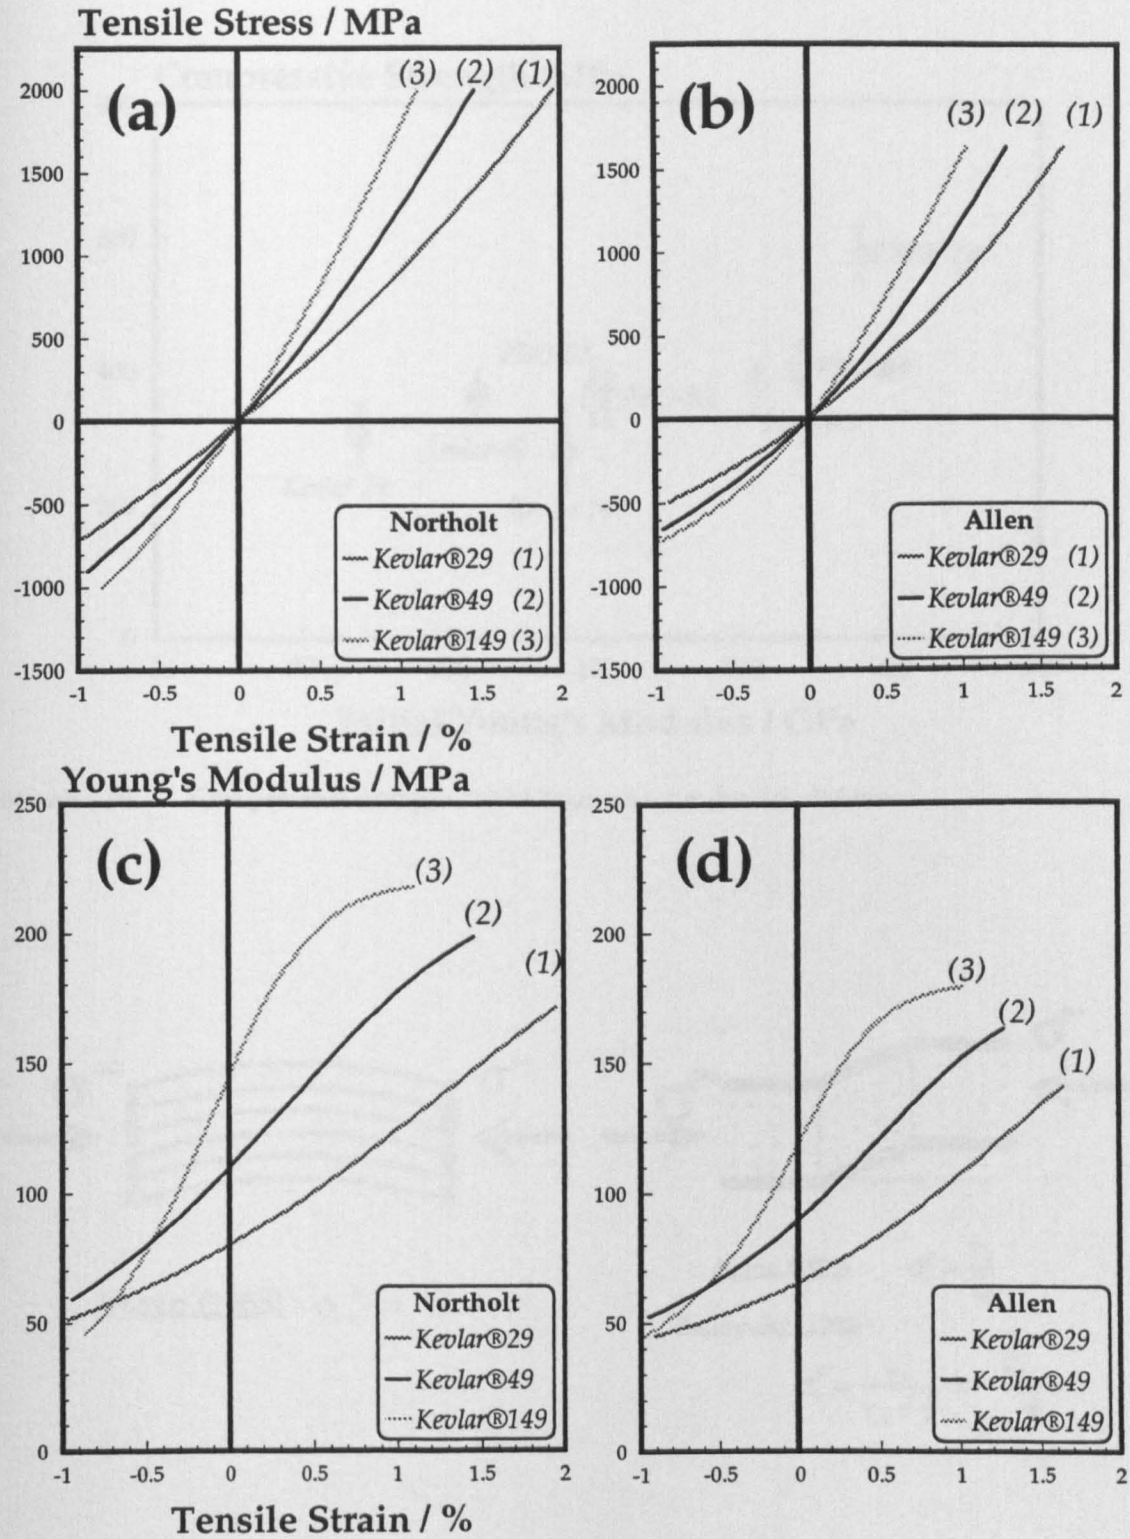 Tensile Stress / MPa
(a)
(3) (2) (1)
2000
1500
1000
500
0
-500
-1000
-1500
Northolt
Kevlar®29 (1)
Kevlar®49 (2)
Kevlar®149 (3)
-1 -0.5 0 0.5 1 1.5 2
(b)
(3) (2) (1)
2000
1500
1000
500
0
-500
-1000
-1500
Allen
Kevlar®29 (1)
Kevlar®49 (2)
Kevlar®149 (3)
-1 -0.5 0 0.5 1 1.5 2
Tensile Strain / %
Young's Modulus / MPa
(c)
(3)
(2)
(1)
250
200
150
100
50
0
Northolt
Kevlar®29
Kevlar®49
Kevlar®149
-1 -0.5 0 0.5 1 1.5 2
(d)
(3)
(2)
(1)
250
200
150
100
50
0
Allen
Kevlar®29
Kevlar®49
Kevlar®149
-1 -0.5 0 0.5 1 1.5 2
Tensile Strain / %